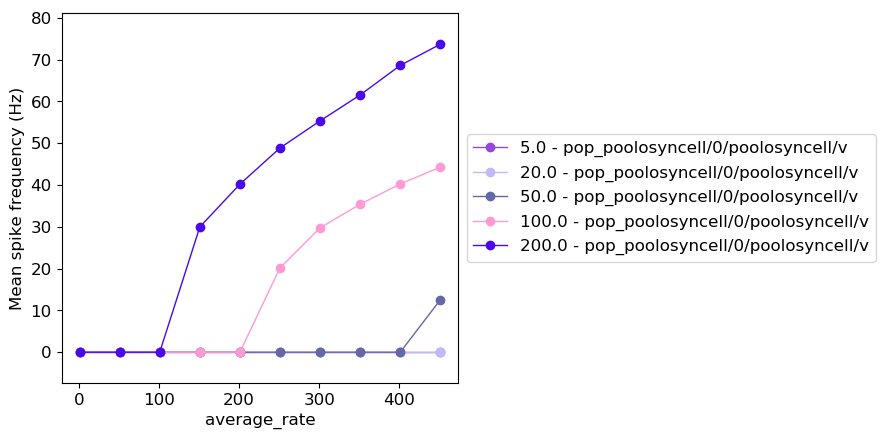 80
70
60
50
40
30
20
10
0
Mean spike frequency (Hz)
0 100 200 300 400
average_rate
5.0 - pop_poolosyncell/0/poolosyncell/v
20.0 - pop_poolosyncell/0/poolosyncell/v
50.0 - pop_poolosyncell/0/poolosyncell/v
100.0 - pop_poolosyncell/0/poolosyncell/v
200.0 - pop_poolosyncell/0/poolosyncell/v